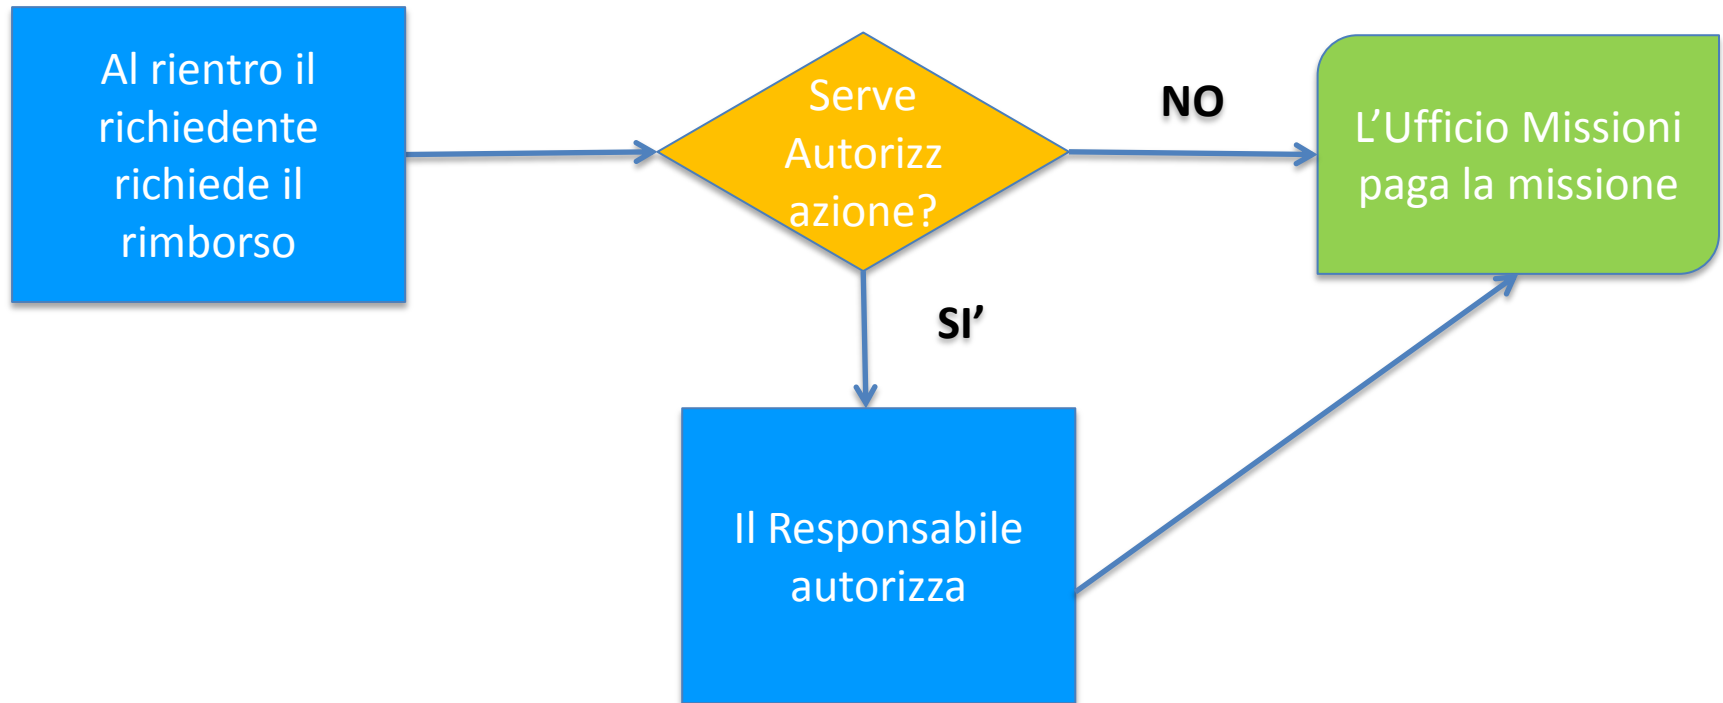 Al rientro il
richiedente
richiede il
rimborso
Serve
Autorizz
azione?
NO
L’Ufficio Missioni
paga la missione
SI’
Il Responsabile
autorizza